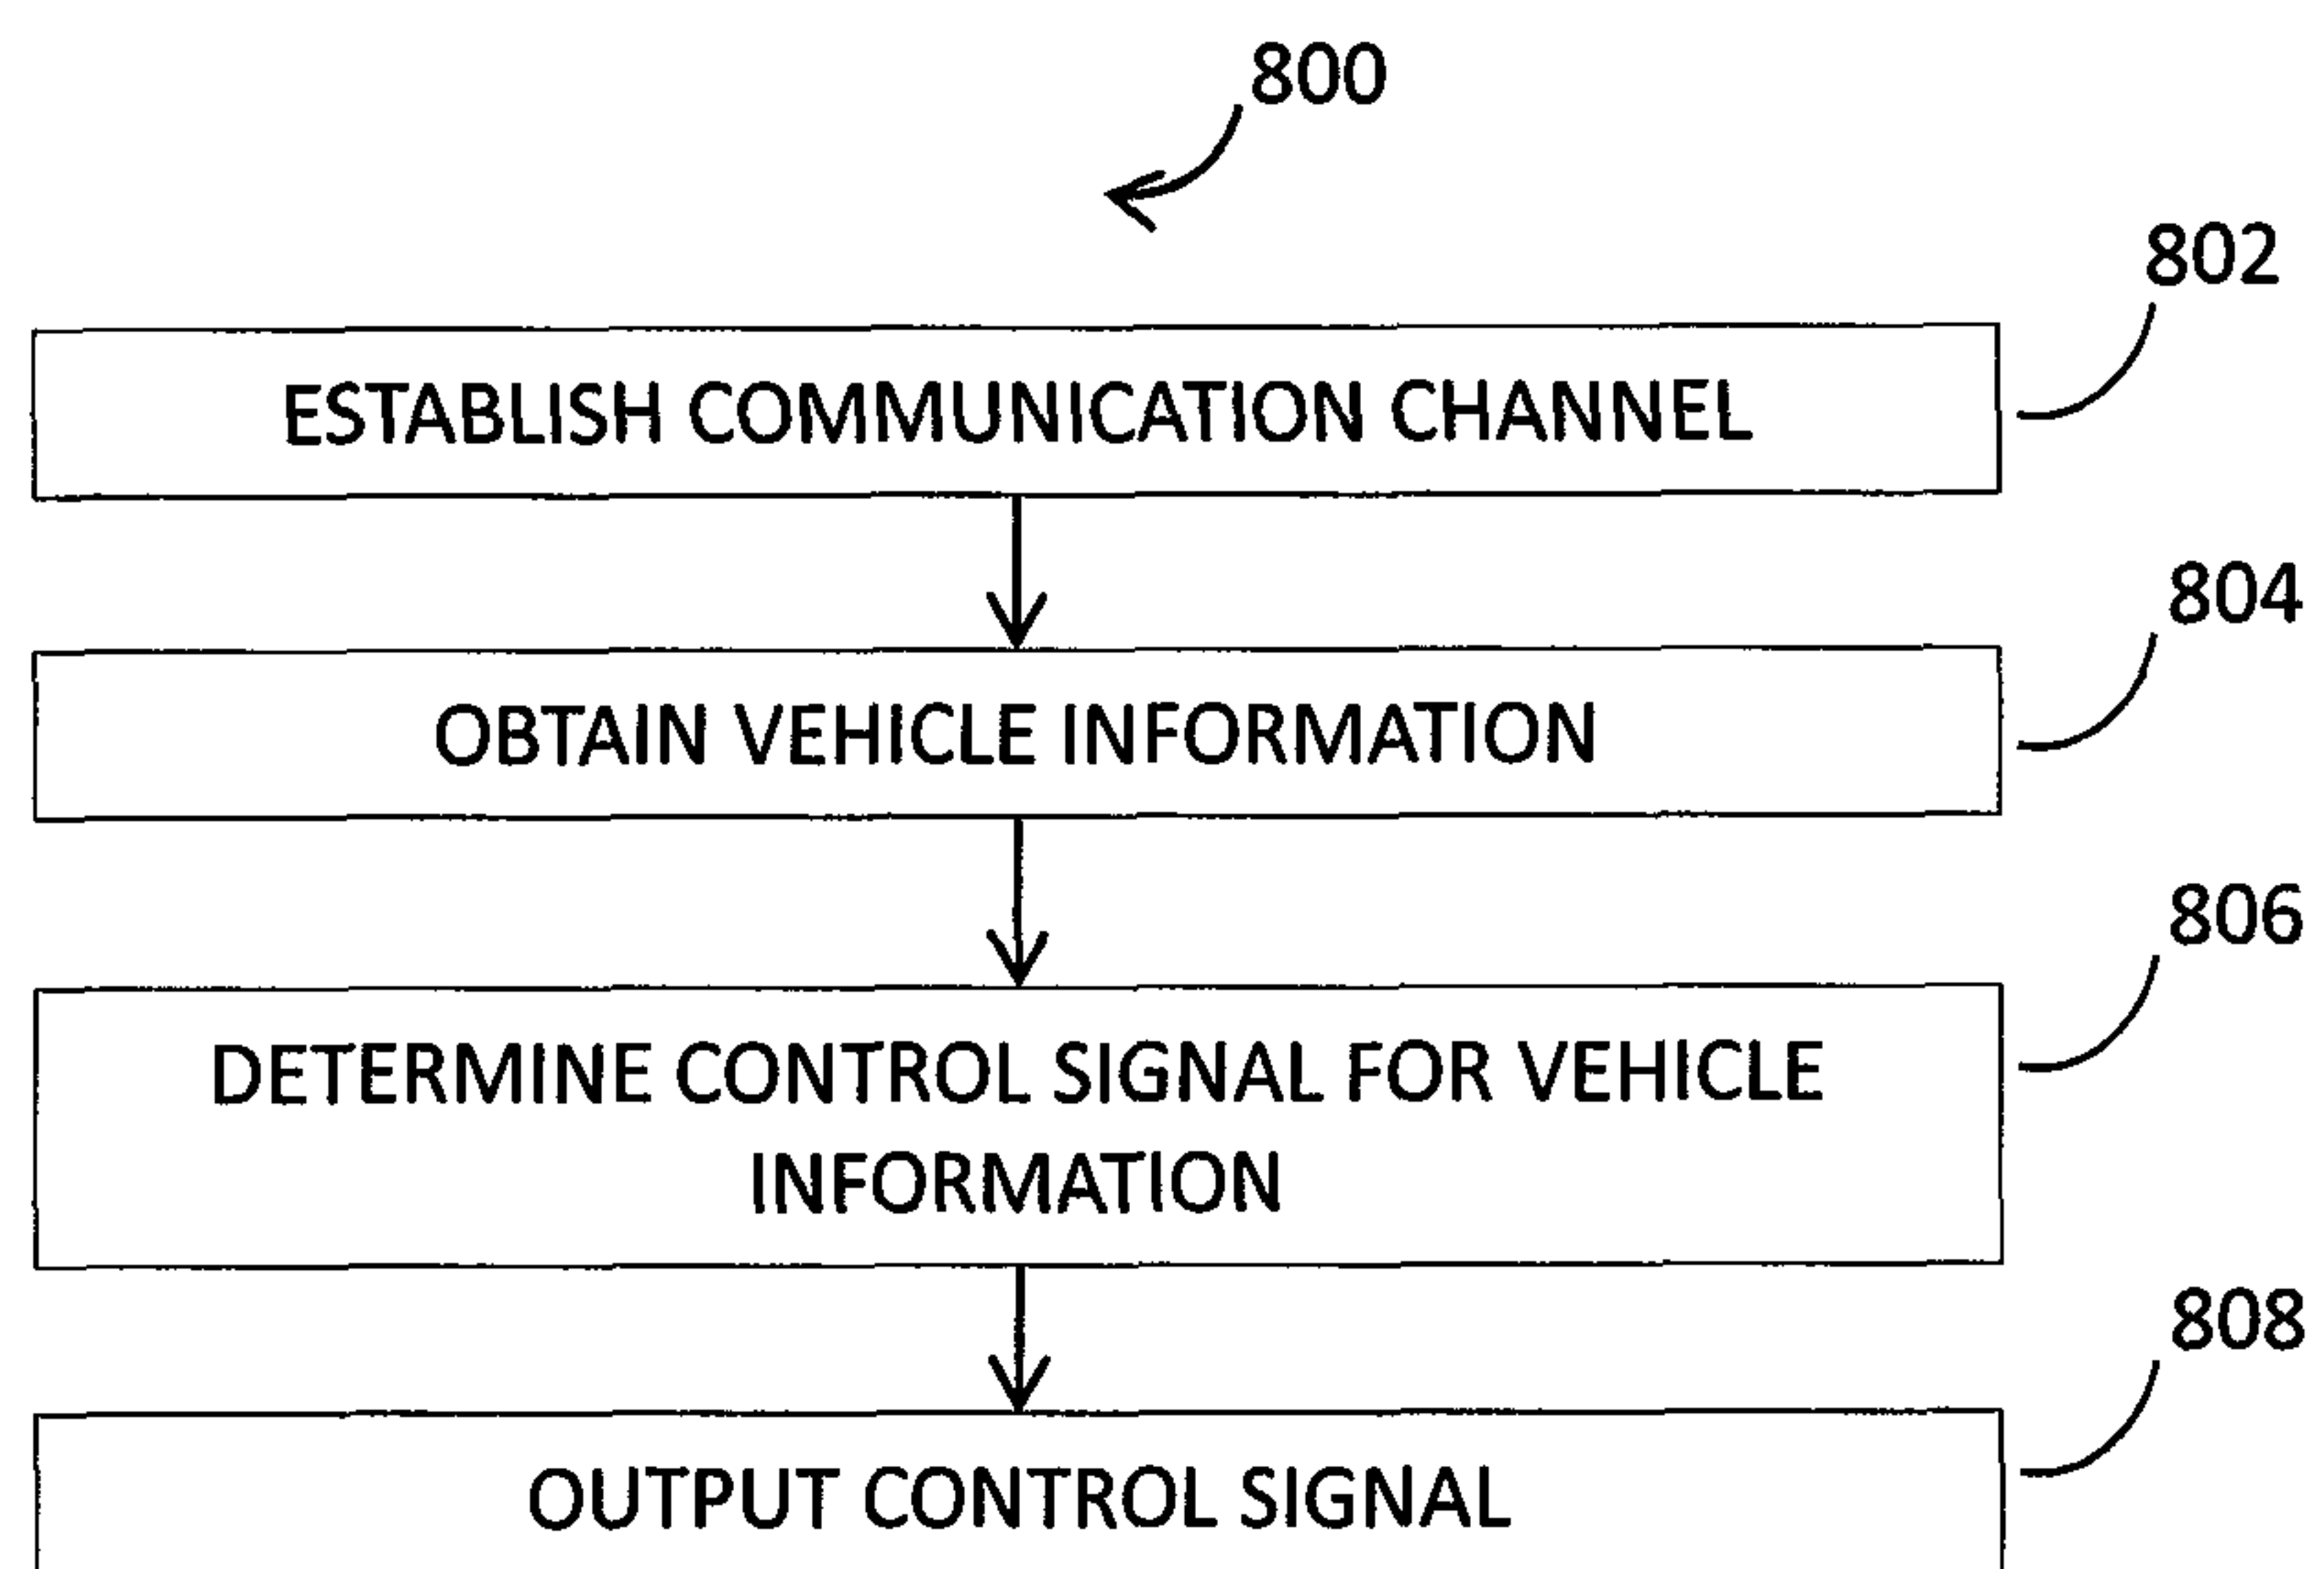 800
802
ESTABLISH COMMUNICATION CHANNEL
804
OBTAIN VEHICLE INFORMATION
806
DETERMINE CONTROL SIGNAL FOR VEHICLE
INFORMATION
808
OUTPUT CONTROL SIGNAL